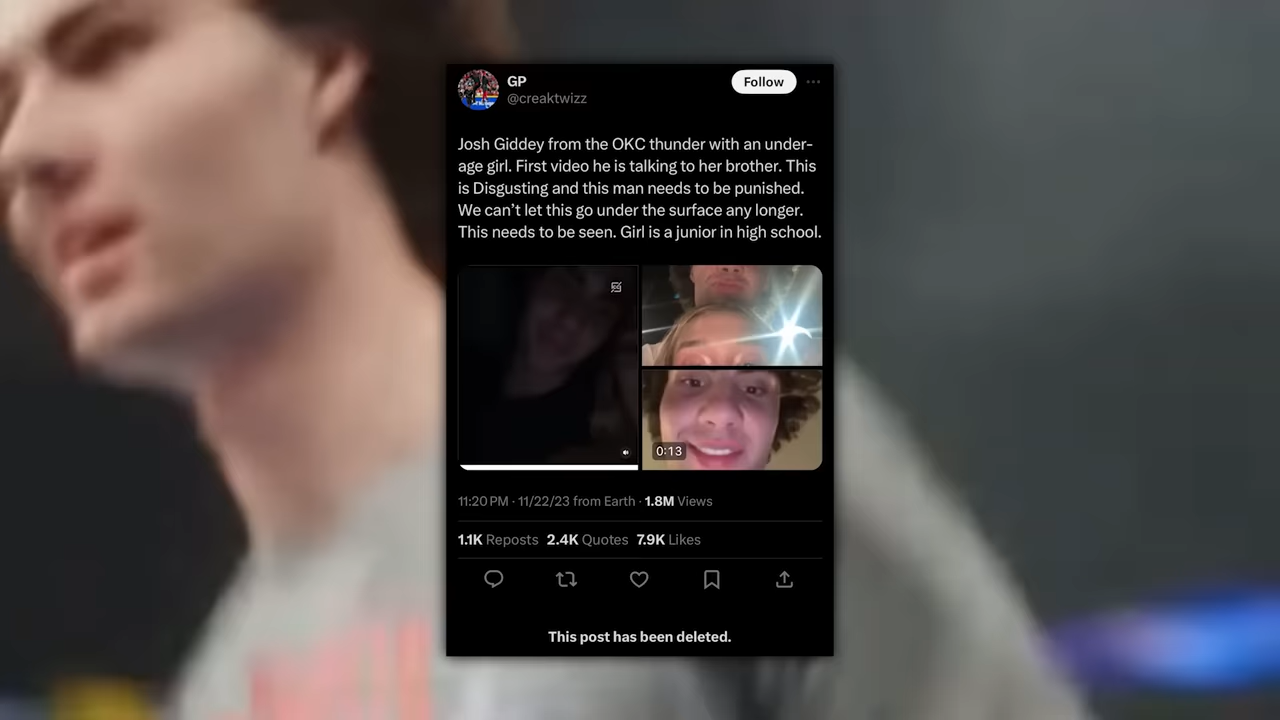 GP
Follow
@creaktwizz
Josh Giddey from the OKC thunder with an under-
age girl. First video he is talking to her brother. This
is Disgusting and this man needs to be punished.
We can’t let this go under the surface any longer.
This needs to be seen. Girl is a junior in high school.
0:13
11:20 PM · 11/22/23 from Earth · 1.8M Views
1.1K Reposts 2.4K Quotes 7.9K Likes
This post has been deleted.